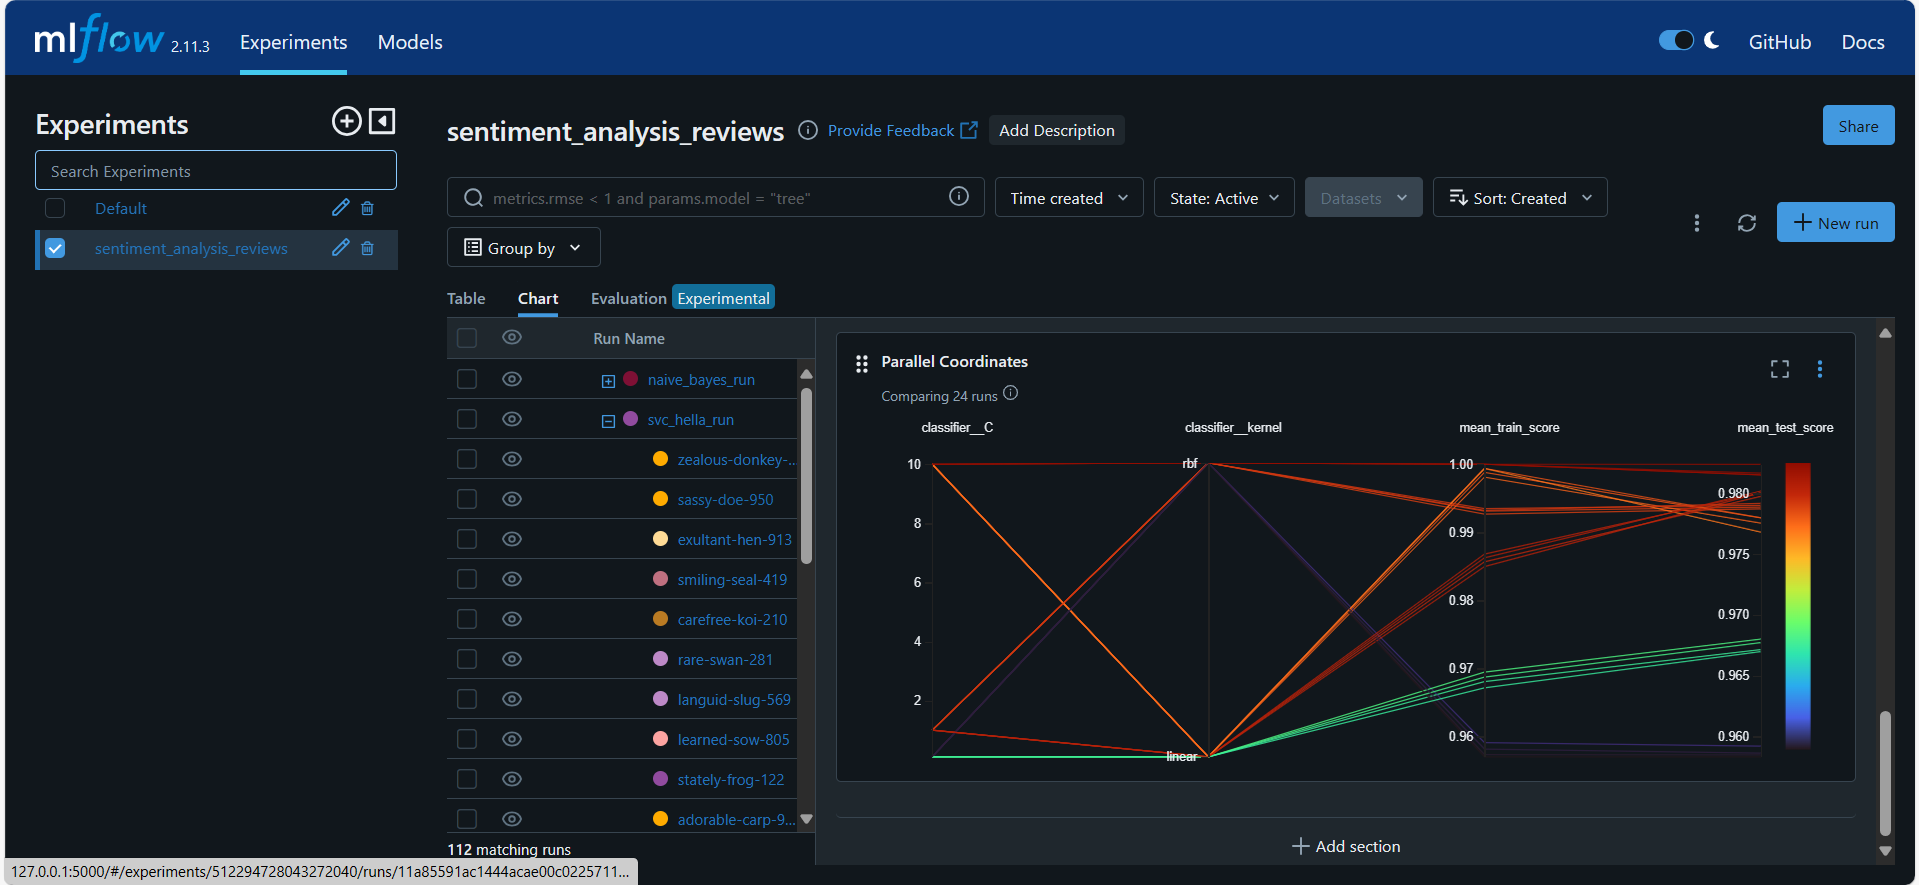 mlflow 2.11.3 Experiments Models GitHub Docs
Experiments
Search Experiments
Default
sentiment_analysis_reviews
sentiment_analysis_reviews Provide Feedback Add Description Share
metrics.rmse < 1 and params.model = "tree" Time created State: Active Datasets Sort: Created
New run
Group by
Table Chart Evaluation Experimental
Run Name
naive_bayes_run
svc_hella_run
zealous-donkey-...
sassy-doe-950
exultant-hen-913
smiling-seal-419
carefree-koi-210
rare-swan-281
languid-slug-569
learned-sow-805
stately-frog-122
adorable-carp-9...
112 matching runs
Parallel Coordinates
Comparing 24 runs
classifier__C classifier__kernel mean_train_score mean_test_score
10
8
6
4
2
rbf
linear
1.00
0.99
0.98
0.97
0.96
0.980
0.975
0.970
0.965
0.960
Add section
127.0.0.1:5000/#/experiments/512294728043272040/runs/11a85591ac1444acae00c0225711...